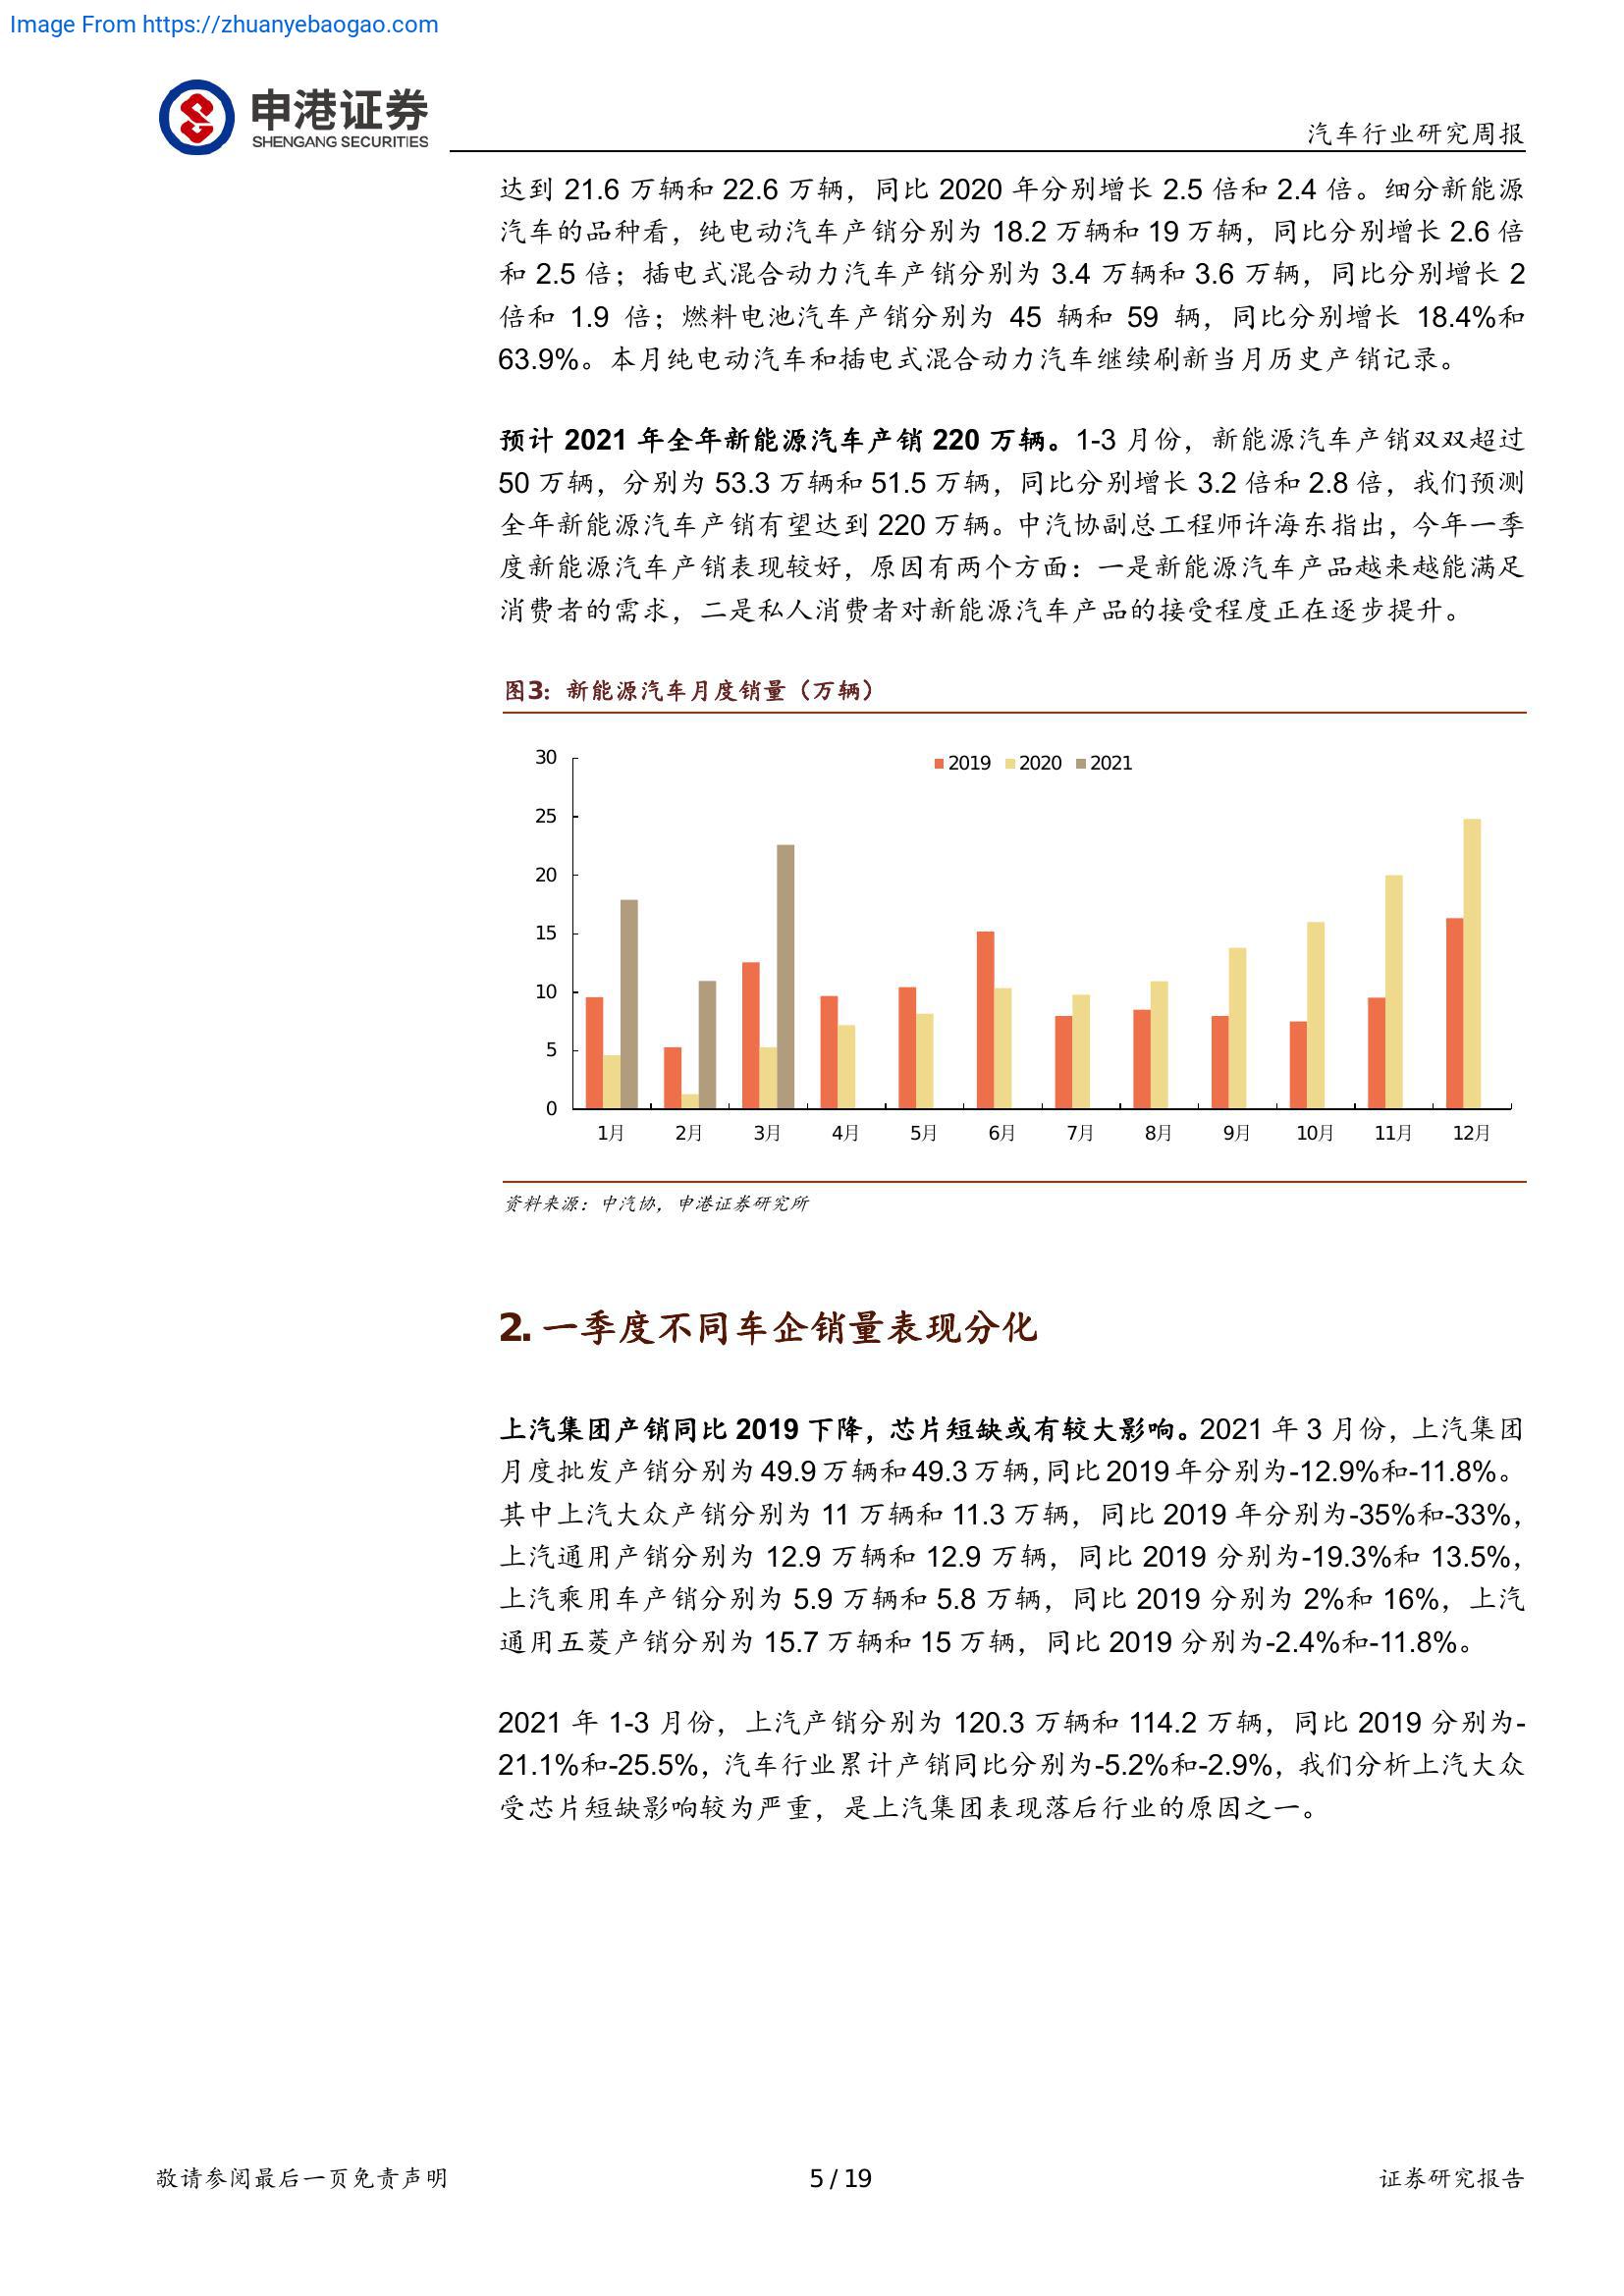 Image From https://zhuanyebaogao.com
申港证券
SHENGANG SECURITIES
汽车行业研究周报
达到 21.6 万辆和 22.6 万辆，同比 2020 年分别增长 2.5 倍和 2.4 倍。细分新能源
汽车的品种看，纯电动汽车产销分别为 18.2 万辆和 19 万辆，同比分别增长 2.6 倍
和 2.5 倍；插电式混合动力汽车产销分别为 3.4 万辆和 3.6 万辆，同比分别增长 2
倍和 1.9 倍；燃料电池汽车产销分别为 45 辆和 59 辆，同比分别增长 18.4%和
63.9%。本月纯电动汽车和插电式混合动力汽车继续刷新当月历史产销记录。
预计 2021 年全年新能源汽车产销 220 万辆。1-3 月份，新能源汽车产销双双超过
50 万辆，分别为 53.3 万辆和 51.5 万辆，同比分别增长 3.2 倍和 2.8 倍，我们预测
全年新能源汽车产销有望达到 220 万辆。中汽协副总工程师许海东指出，今年一季
度新能源汽车产销表现较好，原因有两个方面：一是新能源汽车产品越来越能满足
消费者的需求，二是私人消费者对新能源汽车产品的接受程度正在逐步提升。
图3：新能源汽车月度销量（万辆）
2019 2020 2021
30
25
20
15
10
5
0
1月 2月 3月 4月 5月 6月 7月 8月 9月 10月 11月 12月
资料来源：中汽协，申港证券研究所
2. 一季度不同车企销量表现分化
上汽集团产销同比 2019 下降，芯片短缺或有较大影响。2021 年 3 月份，上汽集团
月度批发产销分别为 49.9 万辆和 49.3 万辆，同比 2019 年分别为-12.9%和-11.8%。
其中上汽大众产销分别为 11 万辆和 11.3 万辆，同比 2019 年分别为-35%和-33%，
上汽通用产销分别为 12.9 万辆和 12.9 万辆，同比 2019 分别为-19.3%和 13.5%，
上汽乘用车产销分别为 5.9 万辆和 5.8 万辆，同比 2019 分别为 2%和 16%，上汽
通用五菱产销分别为 15.7 万辆和 15 万辆，同比 2019 分别为-2.4%和-11.8%。
2021 年 1-3 月份，上汽产销分别为 120.3 万辆和 114.2 万辆，同比 2019 分别为-
21.1%和-25.5%，汽车行业累计产销同比分别为-5.2%和-2.9%，我们分析上汽大众
受芯片短缺影响较为严重，是上汽集团表现落后行业的原因之一。
敬请参阅最后一页免责声明
5 / 19
证券研究报告